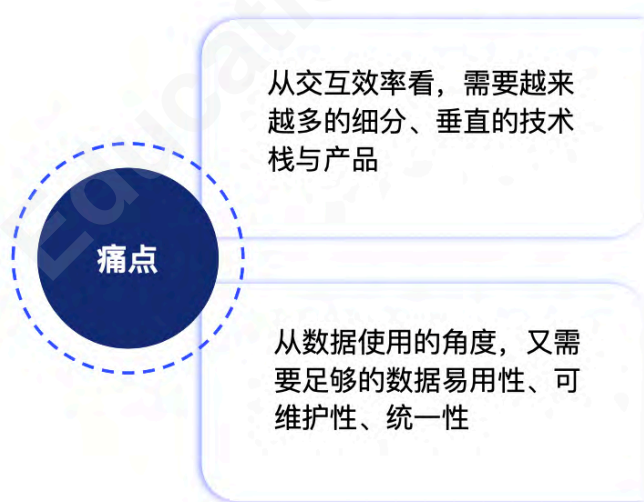 从交互效率看，需要越来
越多的细分、垂直的技术
栈与产品
痛点
从数据使用的角度，又需
要足够的数据易用性、可
维护性、统一性